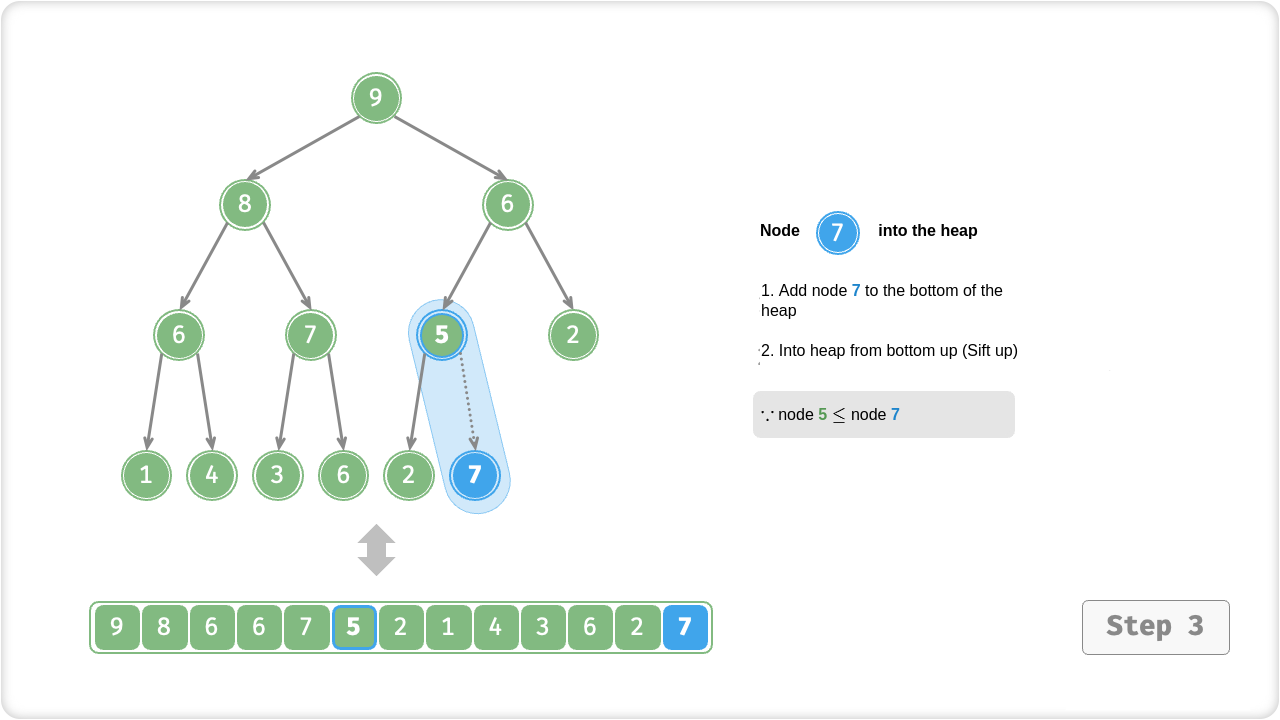 9
8 6
6 7 5 2
1 4 3 6 2 7
Node 7 into the heap
1. Add node 7 to the bottom of the
heap
2. Into heap from bottom up (Sift up)
∵ node 5 ≤ node 7
9 8 6 6 7 5 2 1 4 3 6 2 7
Step 3